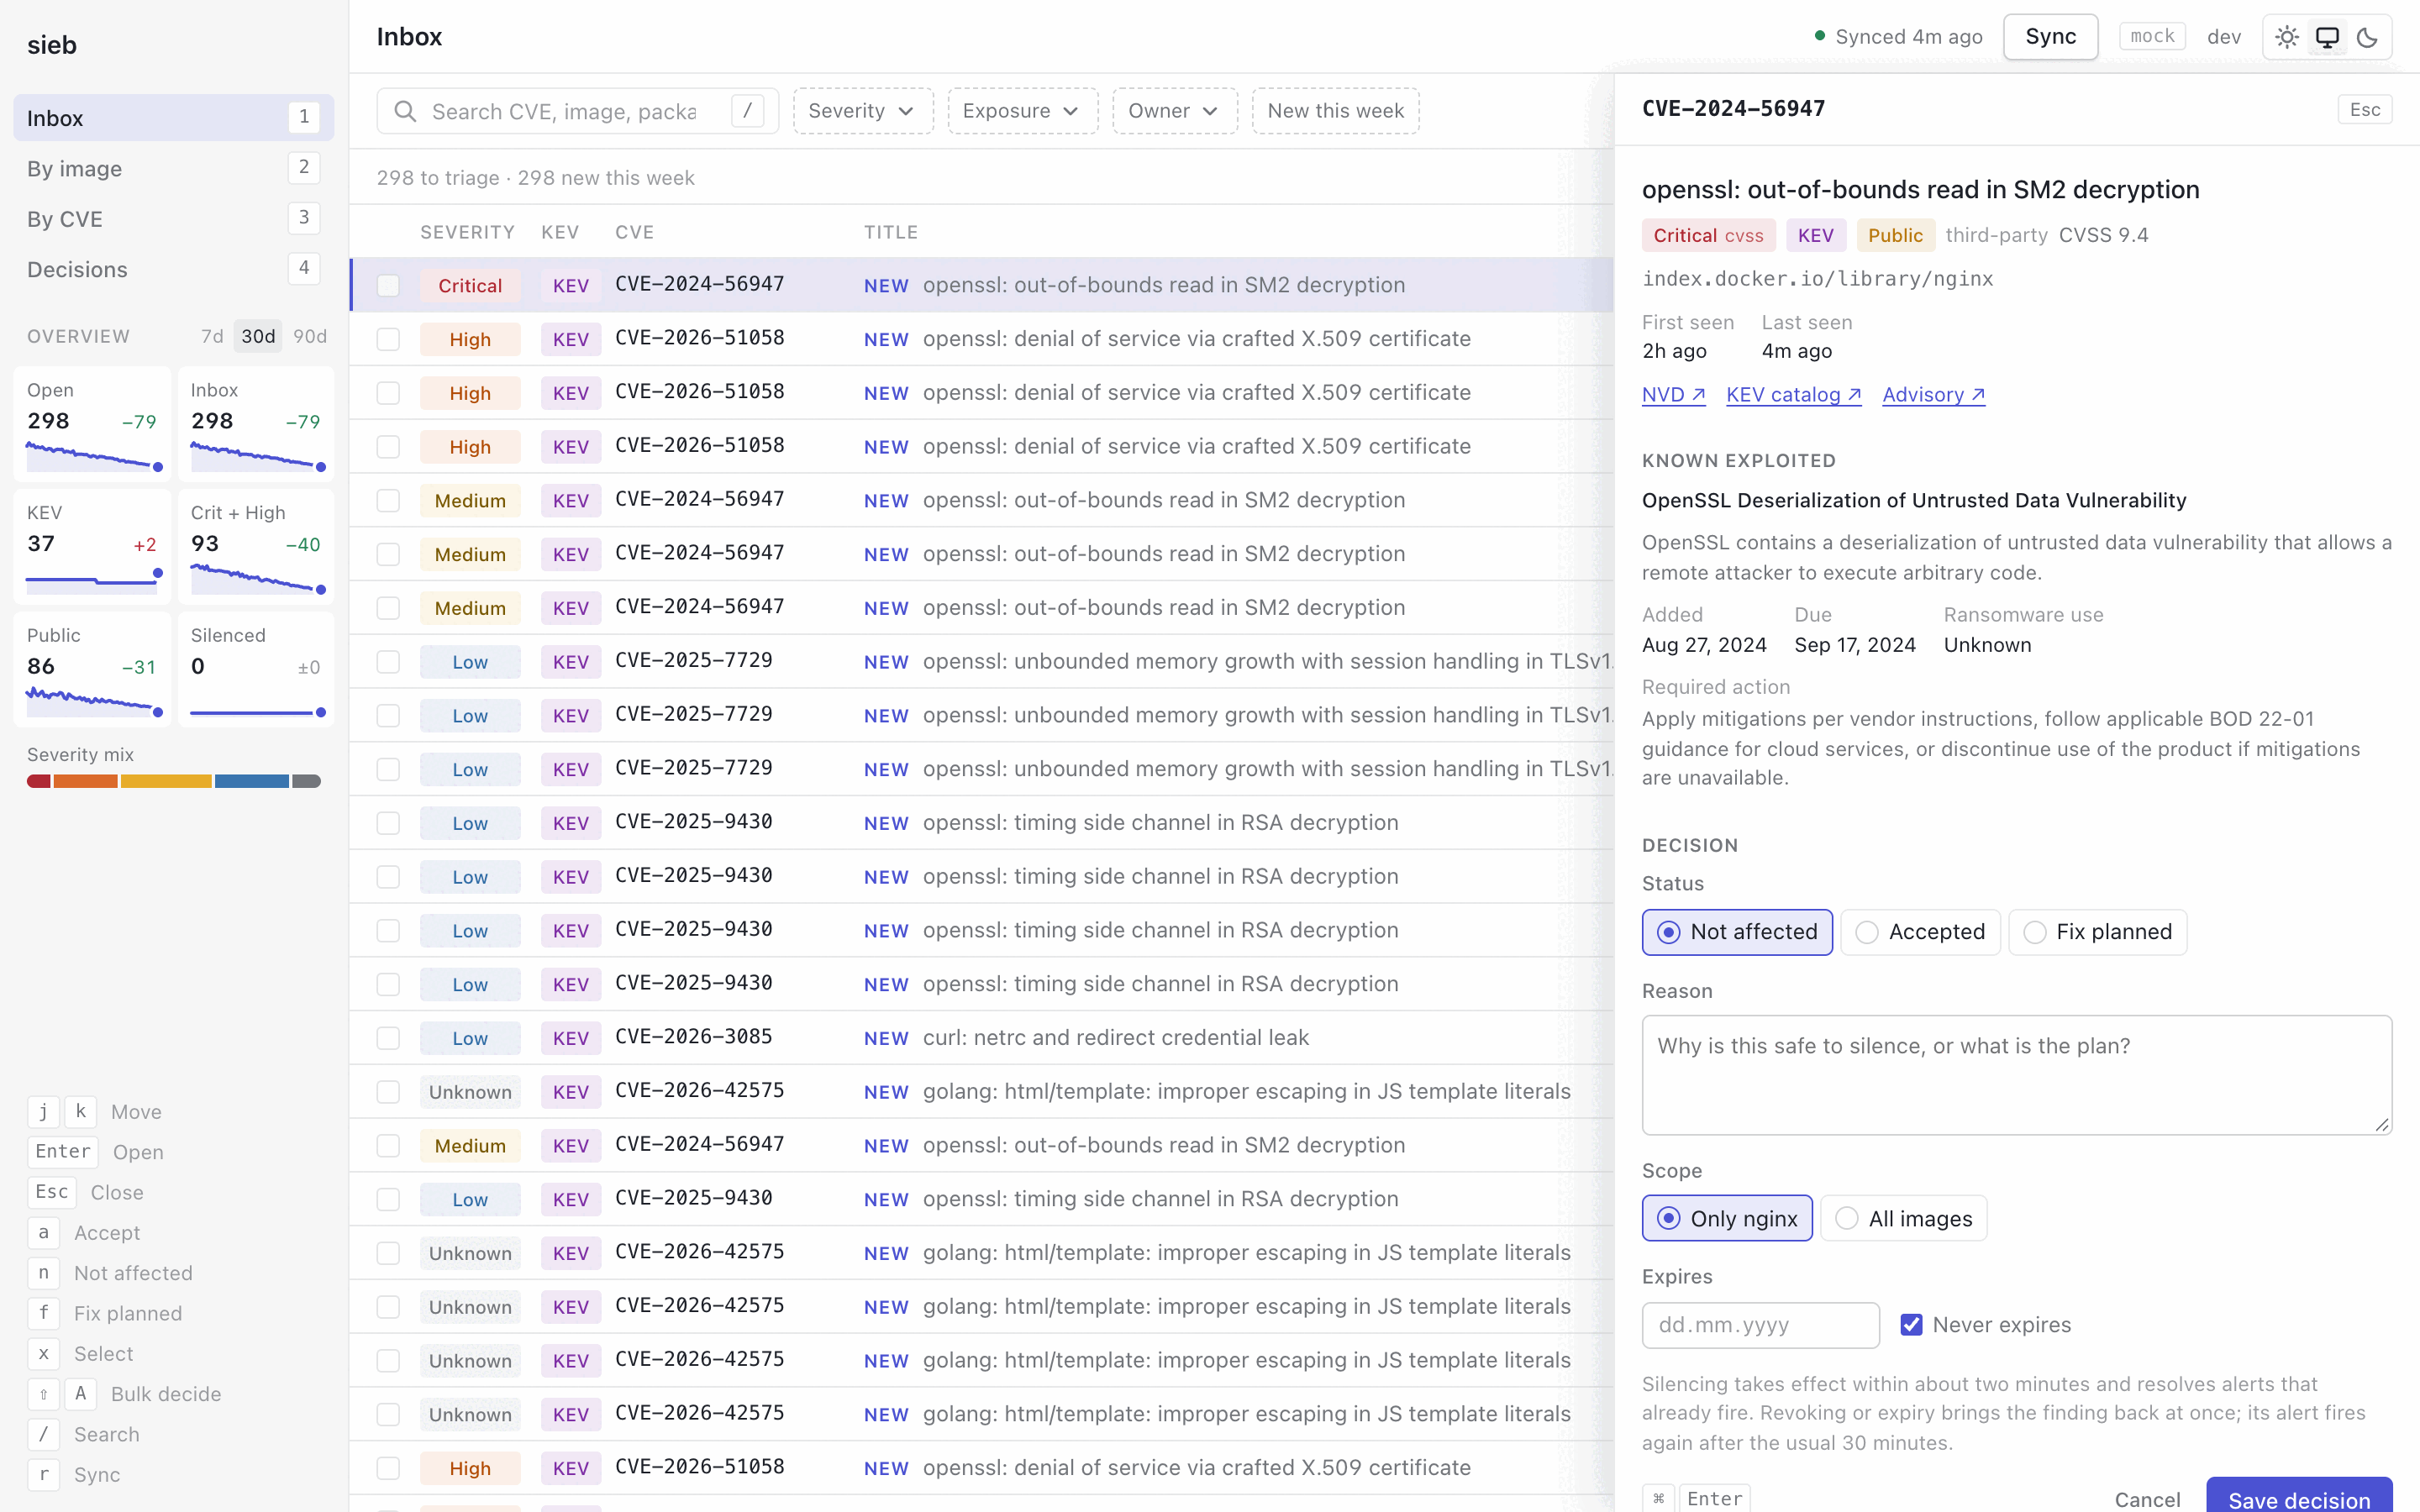 sieb
Inbox 1
By image 2
By CVE 3
Decisions 4
OVERVIEW 7d 30d 90d
Open
298 −79
Inbox
298 −79
KEV
37 +2
Crit + High
93 −40
Public
86 −31
Silenced
0 ±0
Severity mix
j k Move
Enter Open
Esc Close
a Accept
n Not affected
f Fix planned
x Select
⇧ A Bulk decide
/ Search
r Sync
Inbox
Synced 4m ago Sync mock dev
Search CVE, image, packa / Severity Exposure Owner New this week
298 to triage · 298 new this week
SEVERITY KEV CVE TITLE
Critical KEV CVE-2024-56947 NEW openssl: out-of-bounds read in SM2 decryption
High KEV CVE-2026-51058 NEW openssl: denial of service via crafted X.509 certificate
High KEV CVE-2026-51058 NEW openssl: denial of service via crafted X.509 certificate
High KEV CVE-2026-51058 NEW openssl: denial of service via crafted X.509 certificate
Medium KEV CVE-2024-56947 NEW openssl: out-of-bounds read in SM2 decryption
Medium KEV CVE-2024-56947 NEW openssl: out-of-bounds read in SM2 decryption
Medium KEV CVE-2024-56947 NEW openssl: out-of-bounds read in SM2 decryption
Low KEV CVE-2025-7729 NEW openssl: unbounded memory growth with session handling in TLSv1.
Low KEV CVE-2025-7729 NEW openssl: unbounded memory growth with session handling in TLSv1.
Low KEV CVE-2025-7729 NEW openssl: unbounded memory growth with session handling in TLSv1.
Low KEV CVE-2025-9430 NEW openssl: timing side channel in RSA decryption
Low KEV CVE-2025-9430 NEW openssl: timing side channel in RSA decryption
Low KEV CVE-2025-9430 NEW openssl: timing side channel in RSA decryption
Low KEV CVE-2025-9430 NEW openssl: timing side channel in RSA decryption
Low KEV CVE-2026-3085 NEW curl: netrc and redirect credential leak
Unknown KEV CVE-2026-42575 NEW golang: html/template: improper escaping in JS template literals
Medium KEV CVE-2024-56947 NEW openssl: out-of-bounds read in SM2 decryption
Low KEV CVE-2025-9430 NEW openssl: timing side channel in RSA decryption
Unknown KEV CVE-2026-42575 NEW golang: html/template: improper escaping in JS template literals
Unknown KEV CVE-2026-42575 NEW golang: html/template: improper escaping in JS template literals
Unknown KEV CVE-2026-42575 NEW golang: html/template: improper escaping in JS template literals
Unknown KEV CVE-2026-42575 NEW golang: html/template: improper escaping in JS template literals
High KEV CVE-2026-51058 NEW openssl: denial of service via crafted X.509 certificate
CVE-2024-56947 Esc
openssl: out-of-bounds read in SM2 decryption
Critical cvss KEV Public third-party CVSS 9.4
index.docker.io/library/nginx
First seen Last seen
2h ago 4m ago
NVD ↗ KEV catalog ↗ Advisory ↗
KNOWN EXPLOITED
OpenSSL Deserialization of Untrusted Data Vulnerability
OpenSSL contains a deserialization of untrusted data vulnerability that allows a
remote attacker to execute arbitrary code.
Added Due Ransomware use
Aug 27, 2024 Sep 17, 2024 Unknown
Required action
Apply mitigations per vendor instructions, follow applicable BOD 22-01
guidance for cloud services, or discontinue use of the product if mitigations
are unavailable.
DECISION
Status
Not affected Accepted Fix planned
Reason
Why is this safe to silence, or what is the plan?
Scope
Only nginx All images
Expires
dd.mm.yyyy Never expires
Silencing takes effect within about two minutes and resolves alerts that
already fire. Revoking or expiry brings the finding back at once; its alert fires
again after the usual 30 minutes.
⌘ Enter Cancel Save decision